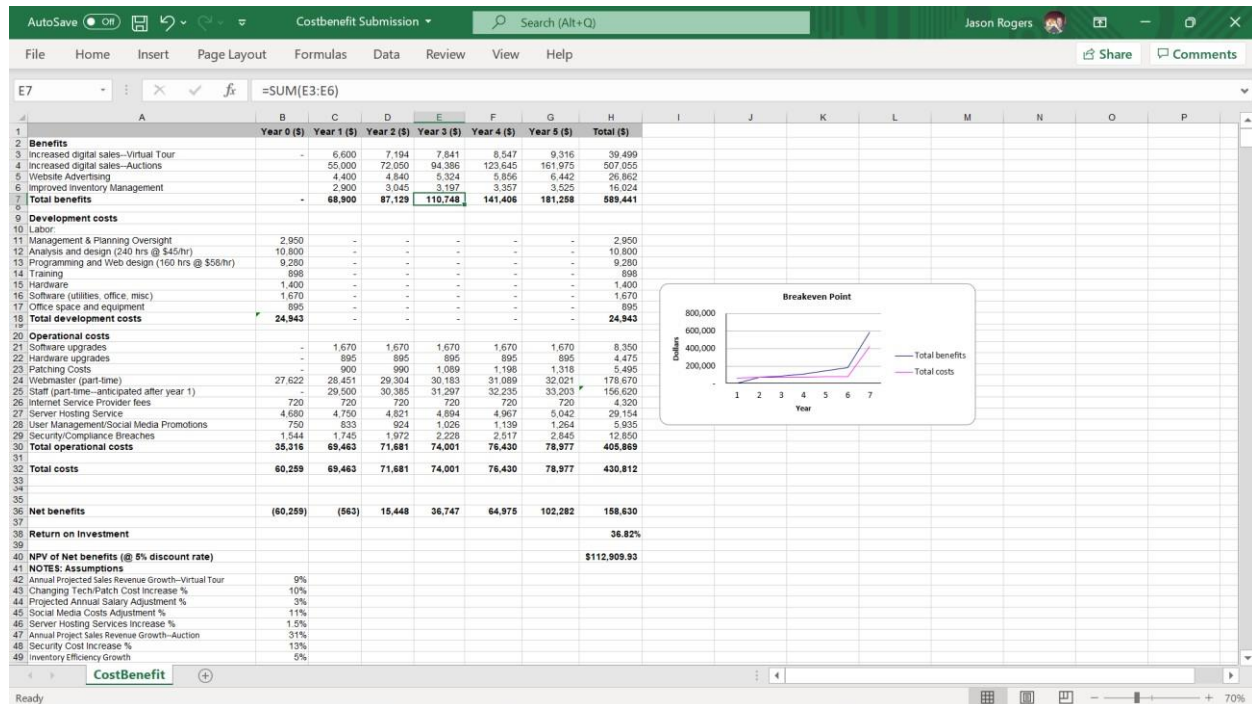 AutoSave Off Costbenefit Submission Search (Alt+Q) Jason Rogers
File Home Insert Page Layout Formulas Data Review View Help Share Comments
E7 fx =SUM(E3:E6)
A B C D E F G H I J K L M N O P
1 Year 0 ($) Year 1 ($) Year 2 ($) Year 3 ($) Year 4 ($) Year 5 ($) Total ($)
2 Benefits
3 Increased digital sales--Virtual Tour - 6,600 7,194 7,841 8,547 9,316 39,499
4 Increased digital sales--Auctions 55,000 72,050 94,386 123,645 161,975 507,055
5 Website Advertising 4,400 4,840 5,324 5,856 6,442 26,862
6 Improved Inventory Management 2,900 3,045 3,197 3,357 3,525 16,024
7 Total benefits - 68,900 87,129 110,748 141,406 181,258 589,441
8
9 Development costs
10 Labor:
11 Management & Planning Oversight 2,950 - - - - - 2,950
12 Analysis and design (240 hrs @ $45/hr) 10,800 - - - - - 10,800
13 Programming and Web design (160 hrs @ $58/hr) 9,280 - - - - - 9,280
14 Training 898 - - - - - 898
15 Hardware 1,400 - - - - - 1,400
16 Software (utilities, office, misc) 1,670 - - - - - 1,670
17 Office space and equipment 895 - - - - - 895
18 Total development costs 24,943 - - - - - 24,943
19
20 Operational costs
21 Software upgrades - 1,670 1,670 1,670 1,670 1,670 8,350
22 Hardware upgrades - 895 895 895 895 895 4,475
23 Patching Costs - 900 990 1,089 1,198 1,318 5,495
24 Webmaster (part-time) 27,622 28,451 29,304 30,183 31,089 32,021 178,670
25 Staff (part-time--anticipated after year 1) - 29,500 30,385 31,297 32,235 33,203 156,620
26 Internet Service Provider fees 720 720 720 720 720 720 4,320
27 Server Hosting Service 4,680 4,750 4,821 4,894 4,967 5,042 29,154
28 User Management/Social Media Promotions 750 833 924 1,026 1,139 1,264 5,935
29 Security/Compliance Breaches 1,544 1,745 1,972 2,228 2,517 2,845 12,850
30 Total operational costs 35,316 69,463 71,681 74,001 76,430 78,977 405,869
31
32 Total costs 60,259 69,463 71,681 74,001 76,430 78,977 430,812
33
34
35
36 Net benefits (60,259) (563) 15,448 36,747 64,975 102,282 158,630
37
38 Return on Investment 36.82%
39
40 NPV of Net benefits (@ 5% discount rate) $112,909.93
41 NOTES: Assumptions
42 Annual Projected Sales Revenue Growth--Virtual Tour 9%
43 Changing Tech/Patch Cost Increase % 10%
44 Projected Annual Salary Adjustment % 3%
45 Social Media Costs Adjustment % 11%
46 Server Hosting Services Increase % 1.5%
47 Annual Project Sales Revenue Growth--Auction 31%
48 Security Cost Increase % 13%
49 Inventory Efficiency Growth 5%
Breakeven Point
800,000
600,000
400,000
200,000
-
Dollars
1 2 3 4 5 6 7
Year
Total benefits
Total costs
CostBenefit
Ready 70%